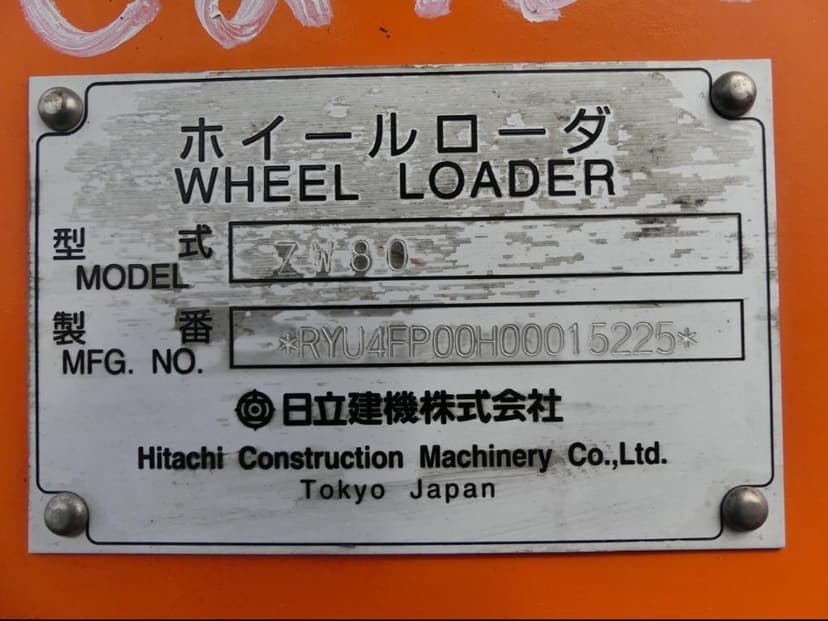 ホイールローダ
WHEEL LOADER
型式
MODEL
ZW80
製番
MFG. NO.
*RYU4FP00H00015225*
日立建機株式会社
Hitachi Construction Machinery Co.,Ltd.
Tokyo Japan